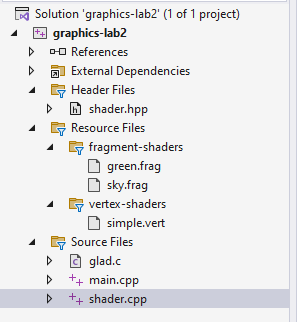 Solution 'graphics-lab2' (1 of 1 project)
graphics-lab2
References
External Dependencies
Header Files
shader.hpp
Resource Files
fragment-shaders
green.frag
sky.frag
vertex-shaders
simple.vert
Source Files
glad.c
main.cpp
shader.cpp